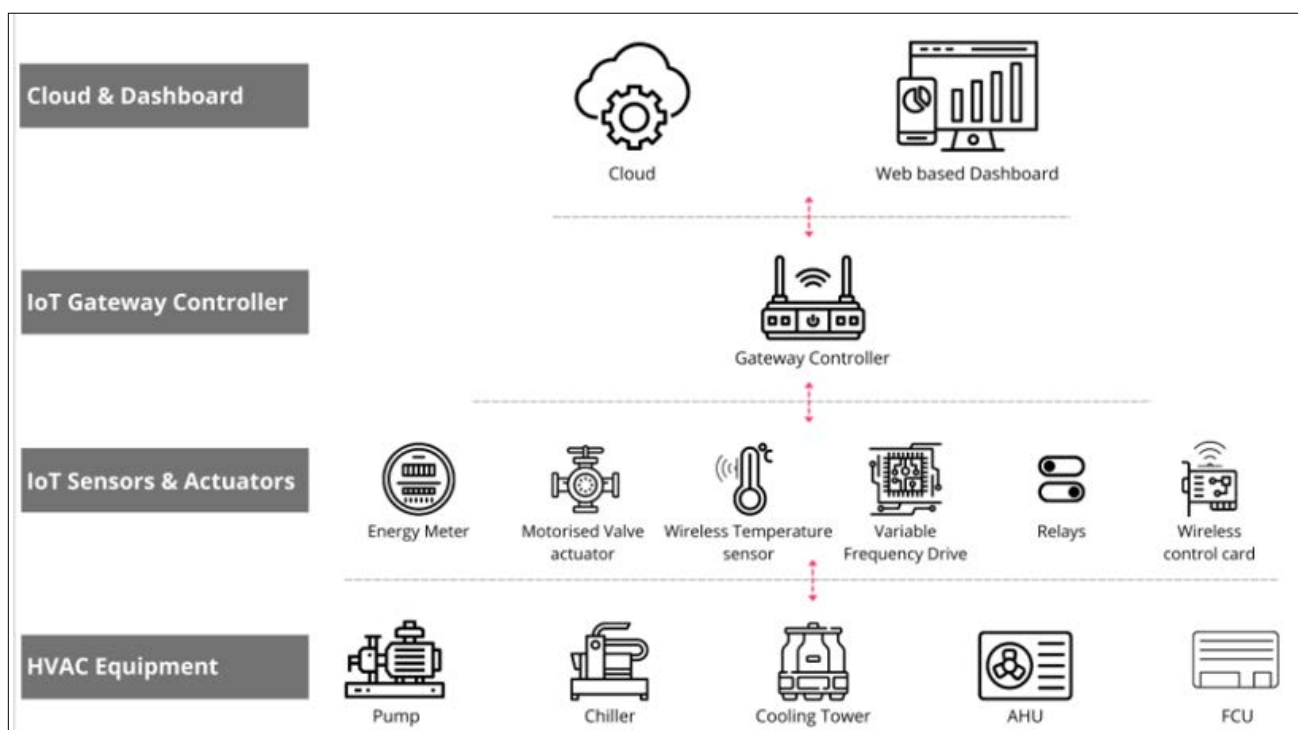 Cloud & Dashboard
Cloud
Web based Dashboard
IoT Gateway Controller
Gateway Controller
IoT Sensors & Actuators
Energy Meter
Motorised Valve
actuator
Wireless Temperature
sensor
°C
Variable
Frequency Drive
Relays
Wireless
control card
HVAC Equipment
Pump
Chiller
Cooling Tower
AHU
FCU